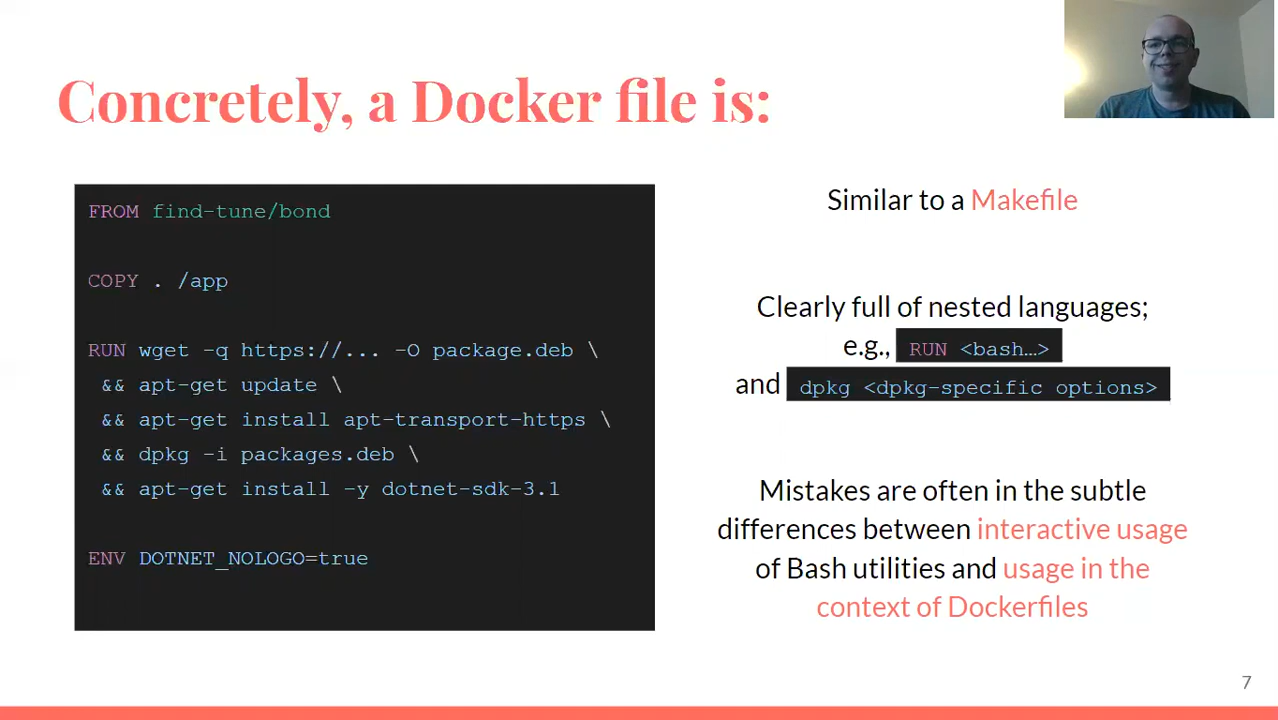 Concretely, a Docker file is:
FROM find-tune/bond
COPY . /app
RUN wget -q https://... -O package.deb \
&& apt-get update \
&& apt-get install apt-transport-https \
&& dpkg -i packages.deb \
&& apt-get install -y dotnet-sdk-3.1
ENV DOTNET_NOLOGO=true
Similar to a Makefile
Clearly full of nested languages;
e.g., RUN <bash…>
and dpkg <dpkg-specific options>
Mistakes are often in the subtle
differences between interactive usage
of Bash utilities and usage in the
context of Dockerfiles
7